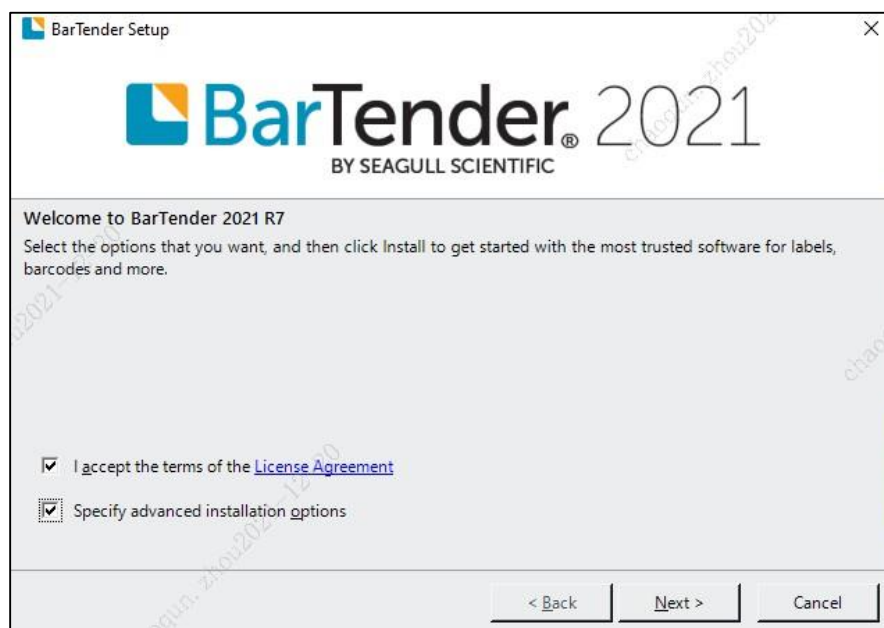 BarTender Setup
BarTender® 2021
BY SEAGULL SCIENTIFIC
Welcome to BarTender 2021 R7
Select the options that you want, and then click Install to get started with the most trusted software for labels,
barcodes and more.
I accept the terms of the License Agreement
Specify advanced installation options
< Back
Next >
Cancel